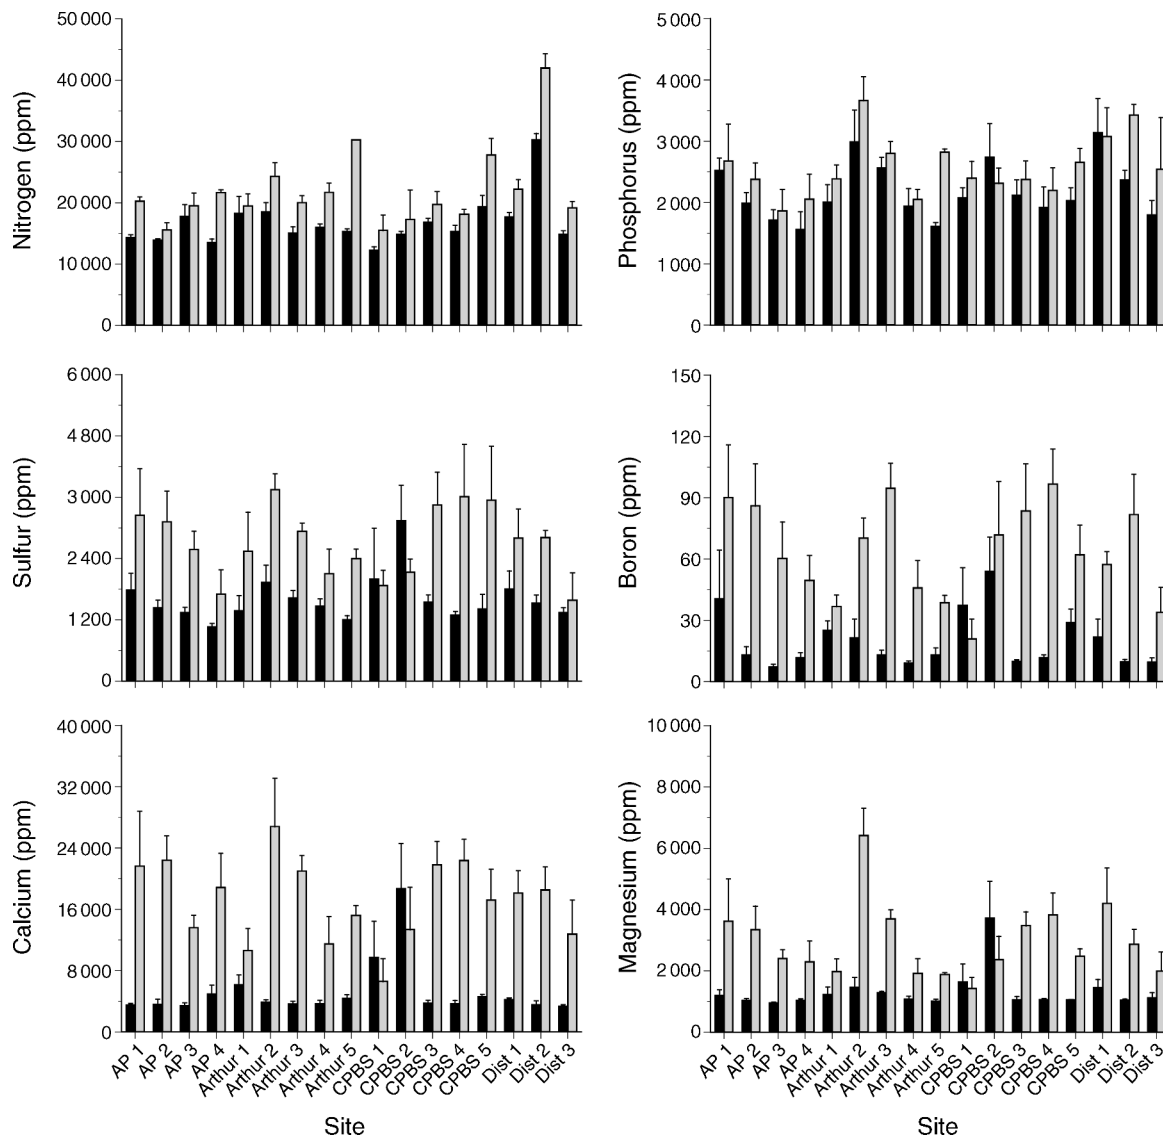 Nitrogen (ppm)
50 000
40 000
30 000
20 000
10 000
0
Phosphorus (ppm)
5 000
4 000
3 000
2 000
1 000
0
Sulfur (ppm)
6 000
4 800
3 000
2 400
1 200
0
Boron (ppm)
150
120
90
60
30
0
Calcium (ppm)
40 000
32 000
24 000
16 000
8 000
0
AP 1
AP 2
AP 3
AP 4
Arthur 1
Arthur 2
Arthur 3
Arthur 4
Arthur 5
CPBS 1
CPBS 2
CPBS 3
CPBS 4
CPBS 5
Dist 1
Dist 2
Dist 3
Site
Magnesium (ppm)
10 000
8 000
6 000
4 000
2 000
0
AP 1
AP 2
AP 3
AP 4
Arthur 1
Arthur 2
Arthur 3
Arthur 4
Arthur 5
CPBS 1
CPBS 2
CPBS 3
CPBS 4
CPBS 5
Dist 1
Dist 2
Dist 3
Site